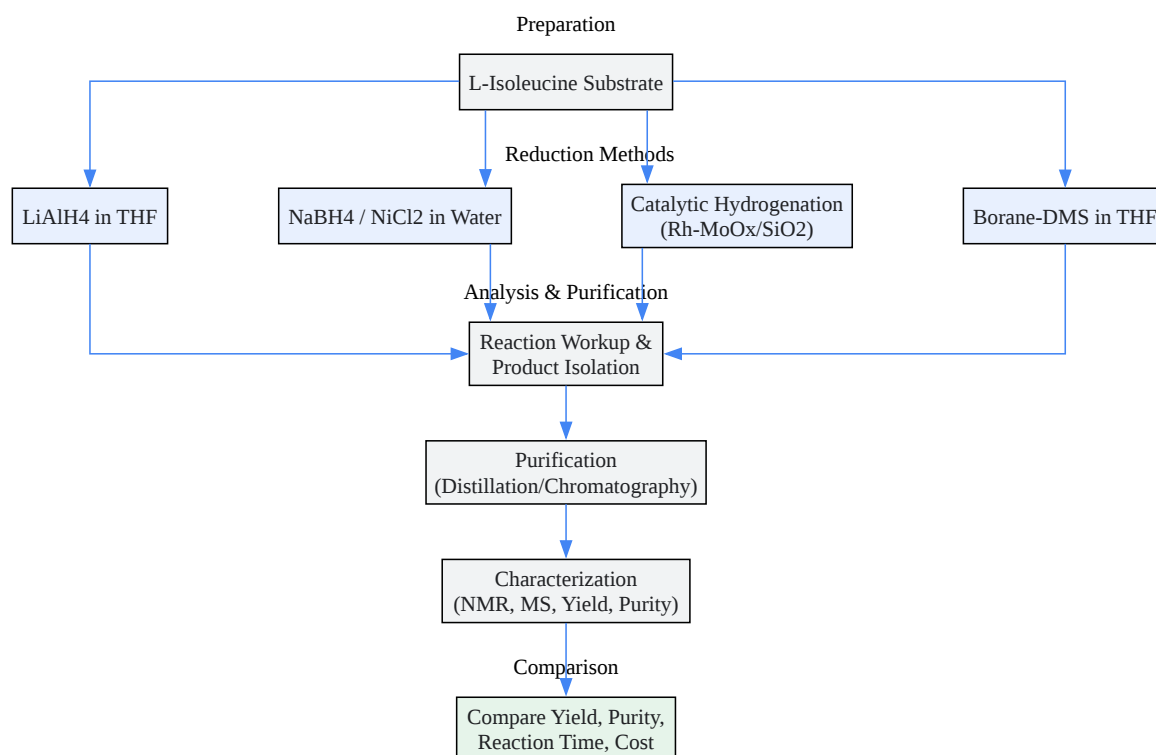 Preparation
L-Isoleucine Substrate
Reduction Methods
LiAlH4 in THF
NaBH4 / NiCl2 in Water
Catalytic Hydrogenation
(Rh-MoOx/SiO2)
Borane-DMS in THF
Analysis & Purification
Reaction Workup &
Product Isolation
Purification
(Distillation/Chromatography)
Characterization
(NMR, MS, Yield, Purity)
Comparison
Compare Yield, Purity,
Reaction Time, Cost